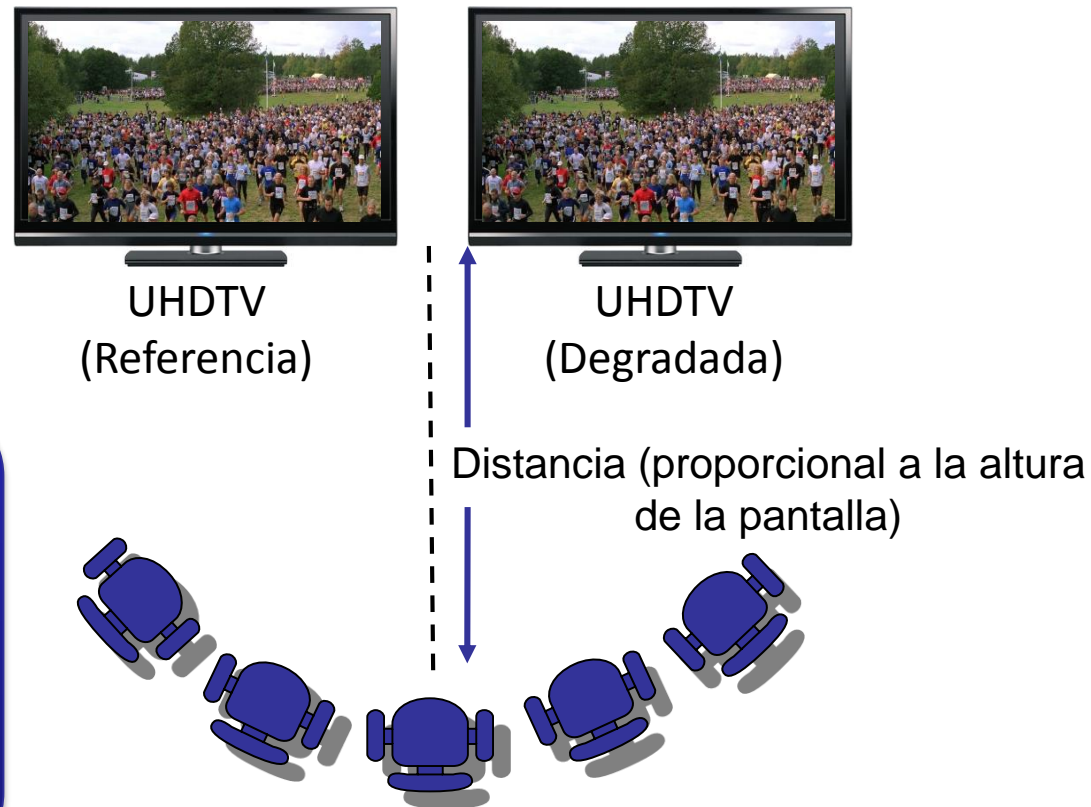 UHDTV
(Referencia)
UHDTV
(Degradada)
Distancia (proporcional a la altura
de la pantalla)